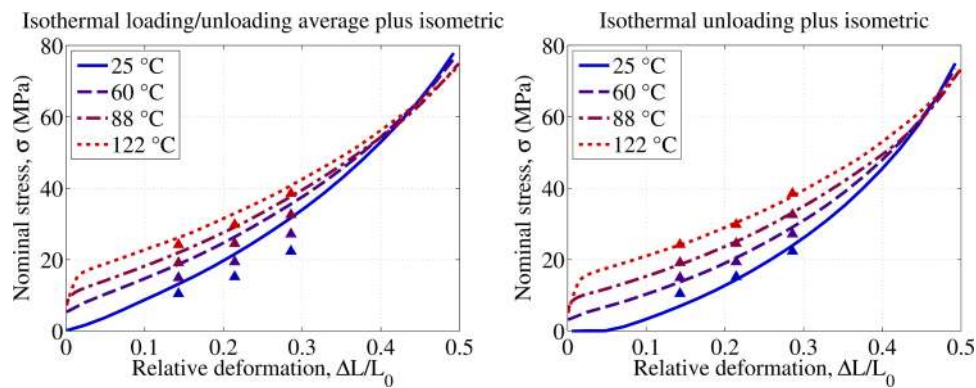 Isothermal loading/unloading average plus isometric
80
60
40
20
0
Nominal stress, σ (MPa)
25 °C
60 °C
88 °C
122 °C
0 0.1 0.2 0.3 0.4 0.5
Relative deformation, ΔL/L0
Isothermal unloading plus isometric
80
60
40
20
0
Nominal stress, σ (MPa)
25 °C
60 °C
88 °C
122 °C
0 0.1 0.2 0.3 0.4 0.5
Relative deformation, ΔL/L0